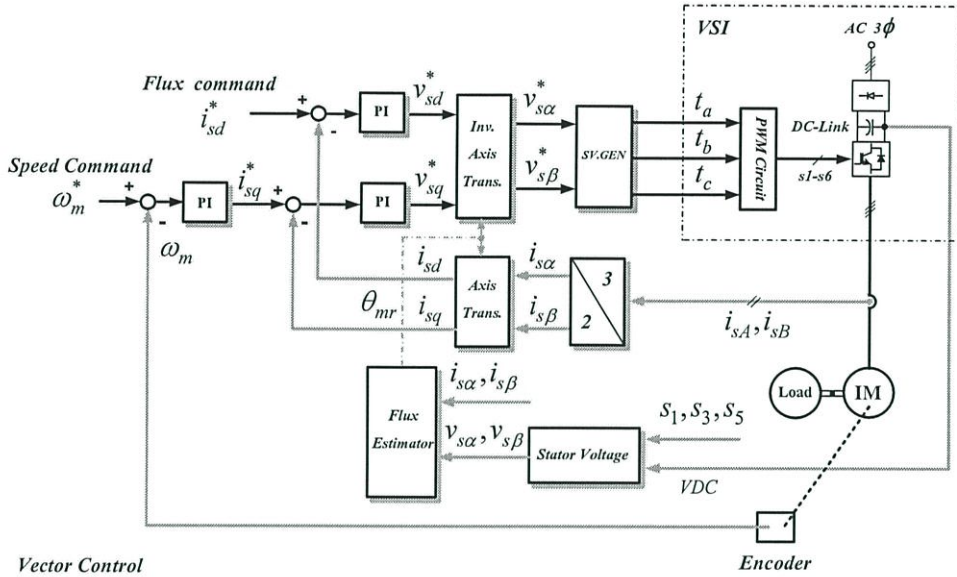 VSI
AC 3ϕ
Flux command
i*sd
+
-
PI
v*sd
Inv. Axis Trans.
v*sα
v*sβ
SV.GEN
ta
tb
tc
PWM Circuit
DC-Link
s1-s6
Speed Command
ω*m
+
-
ωm
PI
i*sq
+
-
PI
v*sq
isd
isq
θmr
Axis Trans.
isα
isβ
3
2
isA, isB
Flux Estimator
isα, isβ
vsα, vsβ
Stator Voltage
s1, s3, s5
VDC
Load
IM
Encoder
Vector Control